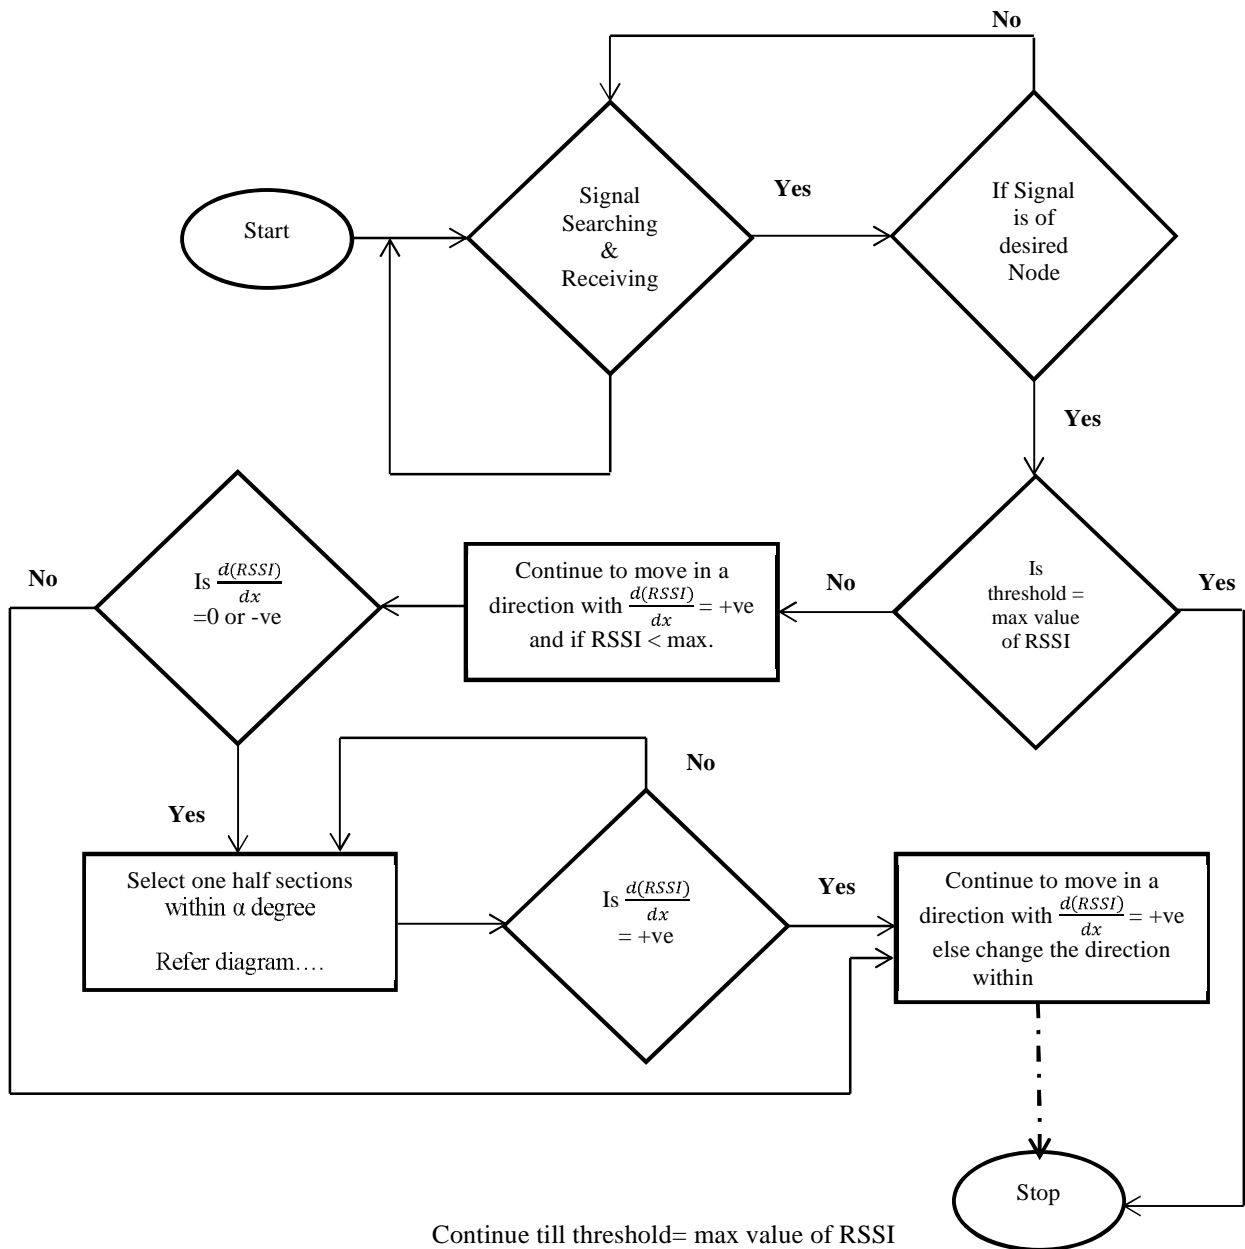 No
Start
Signal
Searching
&
Receiving
Yes
If Signal
is of
desired
Node
Yes
No
Is d(RSSI)/dx
=0 or -ve
Continue to move in a
direction with d(RSSI)/dx = +ve
and if RSSI < max.
No
Is
threshold =
max value
of RSSI
Yes
Yes
No
Select one half sections
within α degree
Refer diagram....
Is d(RSSI)/dx
= +ve
Yes
Continue to move in a
direction with d(RSSI)/dx = +ve
else change the direction
within
Stop
Continue till threshold= max value of RSSI